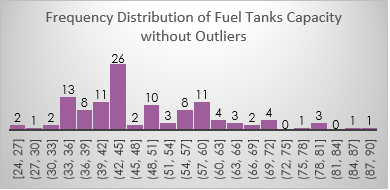 Frequency Distribution of Fuel Tanks Capacity
without Outliers
2 1 2 13 8 11 26 2 10 3 8 11 4 3 2 4 0 1 3 0 1 1
[24, 27] (27, 30] (30, 33] (33, 36] (36, 39] (39, 42] (42, 45] (45, 48] (48, 51] (51, 54] (54, 57] (57, 60] (60, 63] (63, 66] (66, 69] (69, 72] (72, 75] (75, 78] (78, 81] (81, 84] (84, 87] (87, 90]